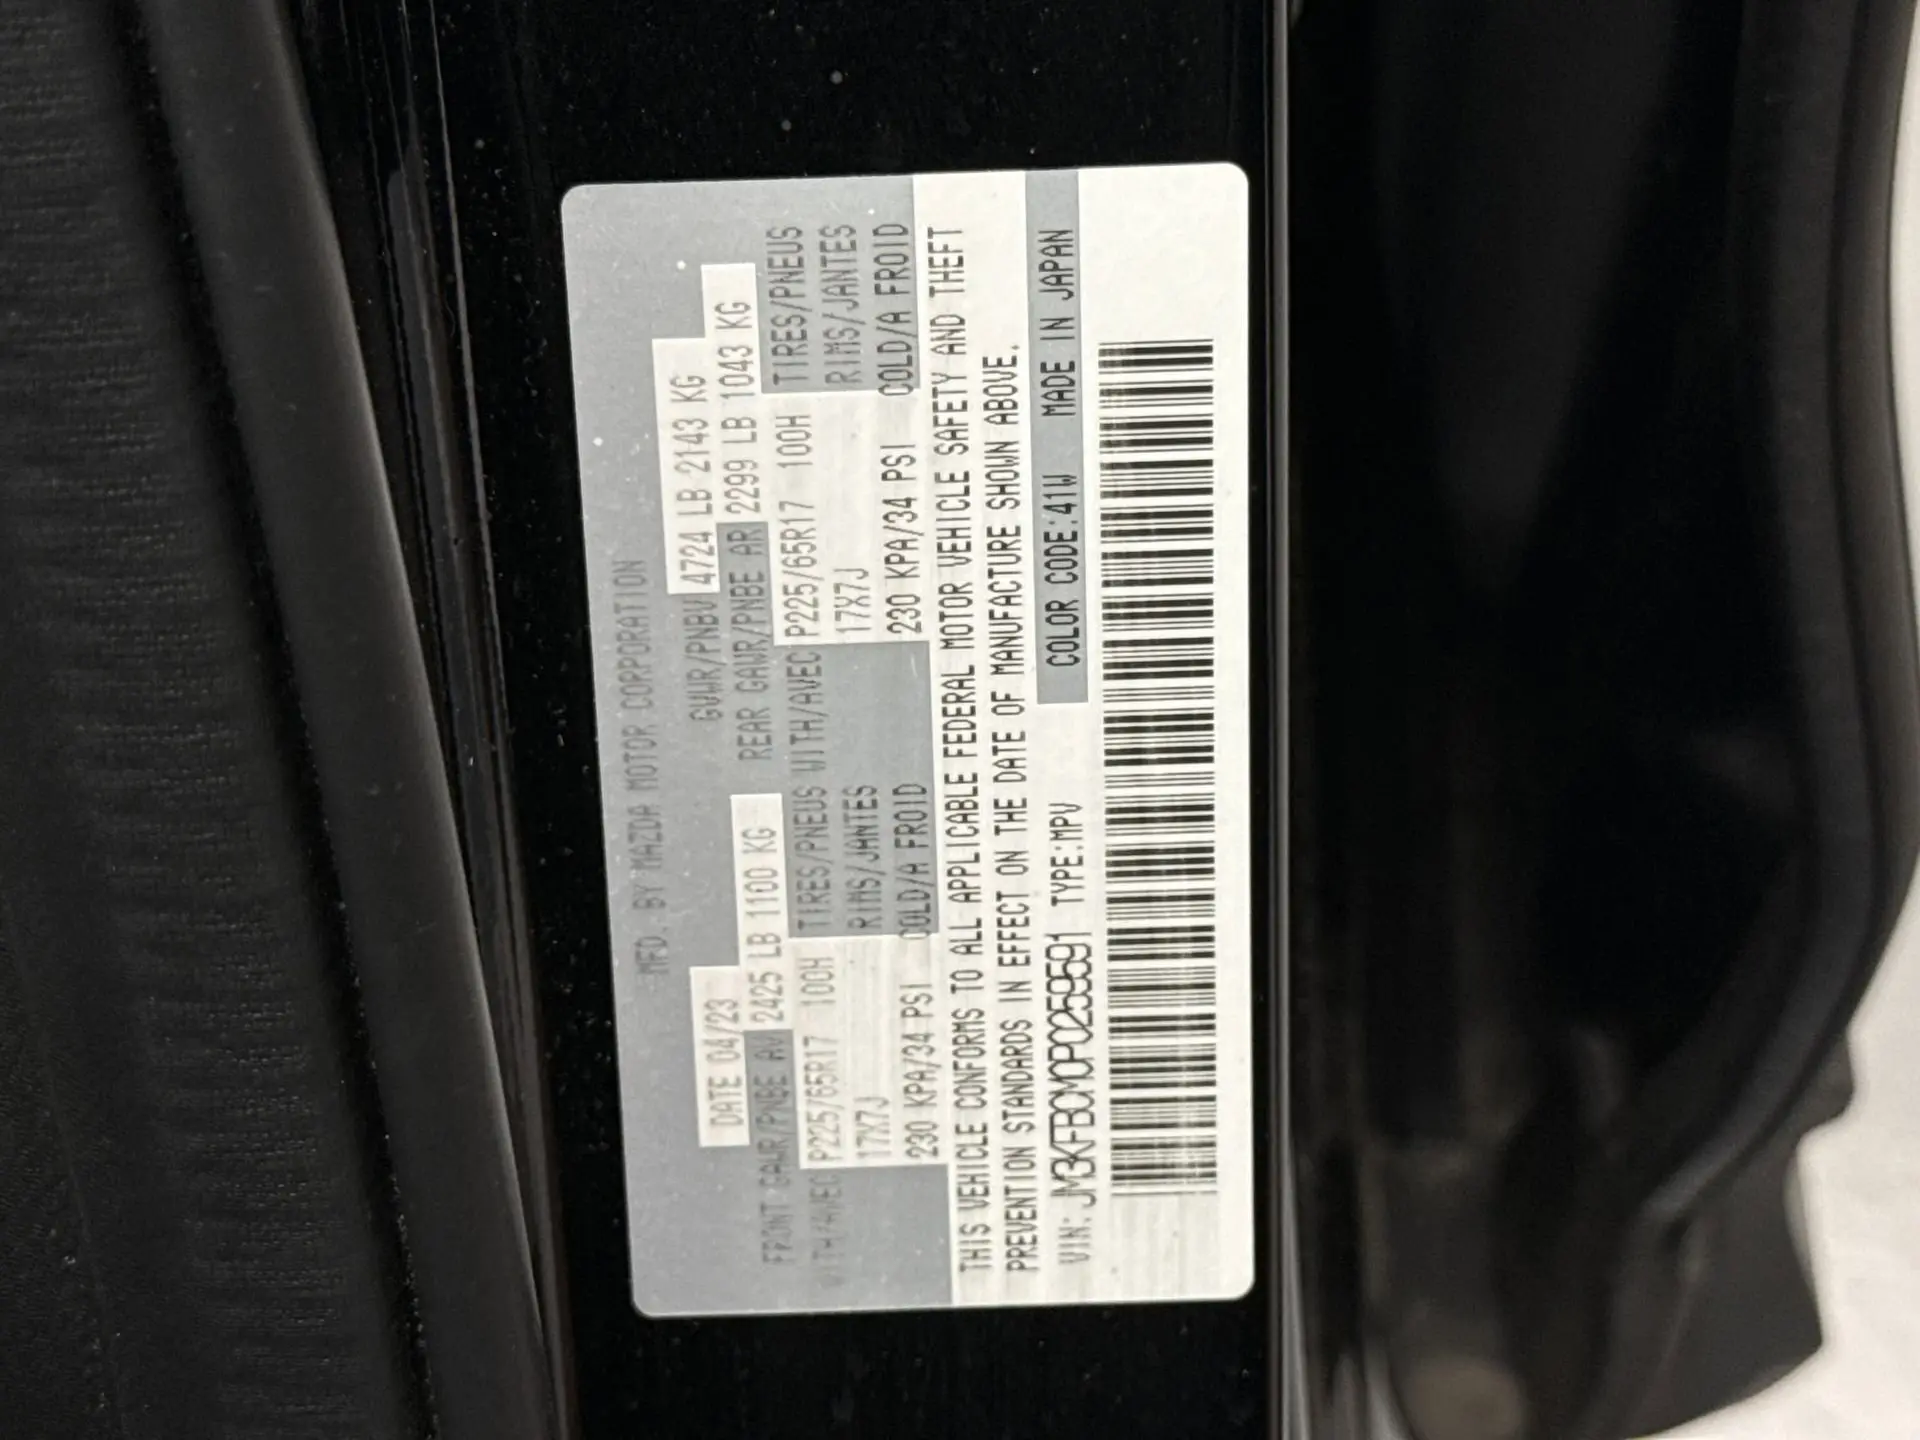 MFD. BY MAZDA MOTOR CORPORATION
DATE 04/23 GVWR/PNBV 4724 LB 2143 KG
FRONT GAWR/PNBE AV 2425 LB 1100 KG REAR GAWR/PNBE AR 2299 LB 1043 KG
WITH/AVEC P225/65R17 100H TIRES/PNEUS WITH/AVEC P225/65R17 100H TIRES/PNEUS
17X7J RIMS/JANTES 17X7J RIMS/JANTES
230 KPA/34 PSI COLD/A FROID 230 KPA/34 PSI COLD/A FROID
THIS VEHICLE CONFORMS TO ALL APPLICABLE FEDERAL MOTOR VEHICLE SAFETY AND THEFT
PREVENTION STANDARDS IN EFFECT ON THE DATE OF MANUFACTURE SHOWN ABOVE.
VIN: JM3KFBCM0P0259591 TYPE:MPV COLOR CODE:41W MADE IN JAPAN